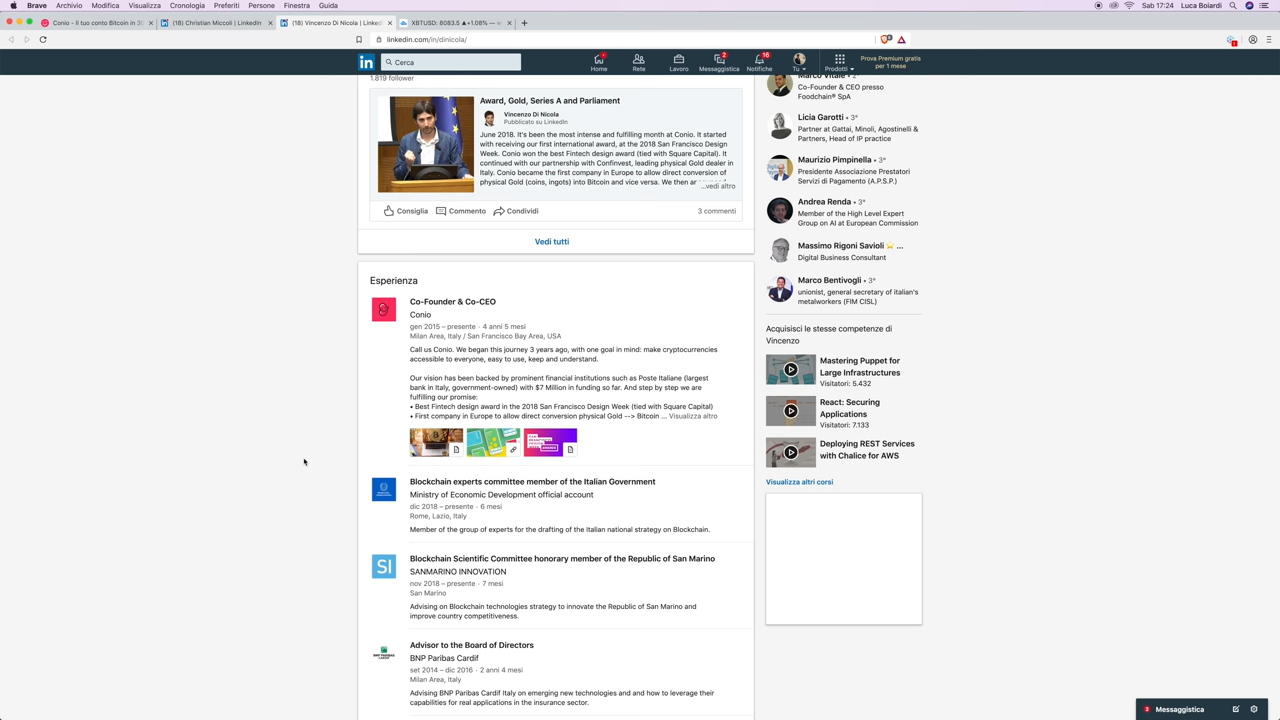 Brave Archivio Modifica Visualizza Cronologia Preferiti Persone Finestra Guida
Sab 17:24 Luca Boiardi
Conio - Il tuo conto Bitcoin in 30
(18) Christian Miccoli | LinkedIn
(18) Vincenzo Di Nicola | Linked
XBTUSD: 8083.5 ▲+1.08% —
linkedin.com/in/dinicola/
in
Cerca
Home
Rete
Lavoro
2
Messaggistica
16
Notifiche
Tu
Prodotti
Prova Premium gratis
per 1 mese
1.819 follower
Award, Gold, Series A and Parliament
Vincenzo Di Nicola
Pubblicato su LinkedIn
June 2018. It's been the most intense and fulfilling month at Conio. It started
with receiving our first international award, at the 2018 San Francisco Design
Week. Conio won the best Fintech design award (tied with Square Capital). It
continued with our partnership with Confinvest, leading physical Gold dealer in
Italy. Conio became the first company in Europe to allow direct conversion of
physical Gold (coins, ingots) into Bitcoin and vice versa. We then
...vedi altro
Consiglia Commento Condividi 3 commenti
Vedi tutti
Esperienza
Co-Founder & Co-CEO
Conio
gen 2015 – presente · 4 anni 5 mesi
Milan Area, Italy / San Francisco Bay Area, USA
Call us Conio. We began this journey 3 years ago, with one goal in mind: make cryptocurrencies
accessible to everyone, easy to use, keep and understand.
Our vision has been backed by prominent financial institutions such as Poste Italiane (largest
bank in Italy, government-owned) with $7 Million in funding so far. And step by step we are
fulfilling our promise:
• Best Fintech design award in the 2018 San Francisco Design Week (tied with Square Capital)
• First company in Europe to allow direct conversion physical Gold --> Bitcoin ... Visualizza altro
Blockchain experts committee member of the Italian Government
Ministry of Economic Development official account
dic 2018 – presente · 6 mesi
Rome, Lazio, Italy
Member of the group of experts for the drafting of the Italian national strategy on Blockchain.
SI
Blockchain Scientific Committee honorary member of the Republic of San Marino
SANMARINO INNOVATION
nov 2018 – presente · 7 mesi
San Marino
Advising on Blockchain technologies strategy to innovate the Republic of San Marino and
improve country competitiveness.
BNP PARIBAS
CARDIF
Advisor to the Board of Directors
BNP Paribas Cardif
set 2014 – dic 2016 · 2 anni 4 mesi
Milan Area, Italy
Advising BNP Paribas Cardif Italy on emerging new technologies and and how to leverage their
capabilities for real applications in the insurance sector.
Marco Vitale • 2°
Co-Founder & CEO presso
Foodchain® SpA
Licia Garotti • 3°
Partner at Gattai, Minoli, Agostinelli &
Partners, Head of IP practice
Maurizio Pimpinella • 3°
Presidente Associazione Prestatori
Servizi di Pagamento (A.P.S.P.)
Andrea Renda • 3°
Member of the High Level Expert
Group on AI at European Commission
Massimo Rigoni Savioli ⭐ ...
Digital Business Consultant
Marco Bentivogli • 3°
unionist, general secretary of italian's
metalworkers (FIM CISL)
Acquisisci le stesse competenze di
Vincenzo
Mastering Puppet for
Large Infrastructures
Visitatori: 5.432
React: Securing
Applications
Visitatori: 7.133
Deploying REST Services
with Chalice for AWS
Visualizza altri corsi
Messaggistica